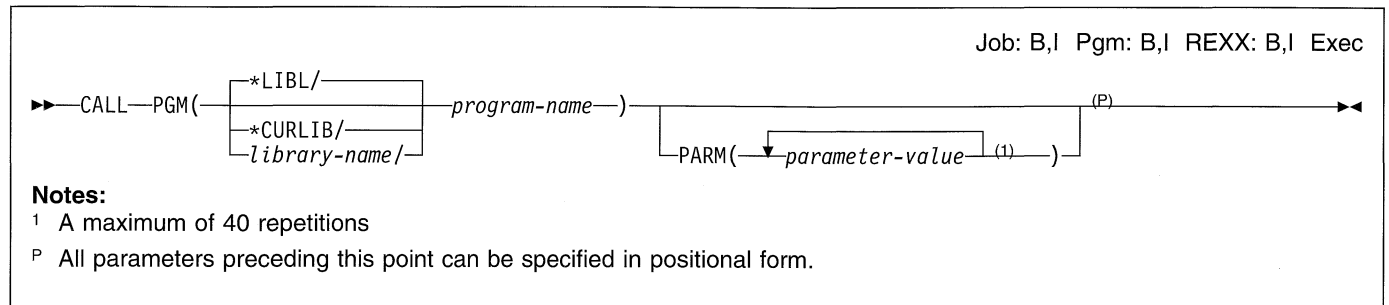 Job: B,I Pgm: B,I REXX: B,I Exec
*LIBL/
CALL PGM( program-name ) (P)
*CURLIB/
library-name/
PARM( parameter-value (1) )
Notes:
1 A maximum of 40 repetitions
P All parameters preceding this point can be specified in positional form.